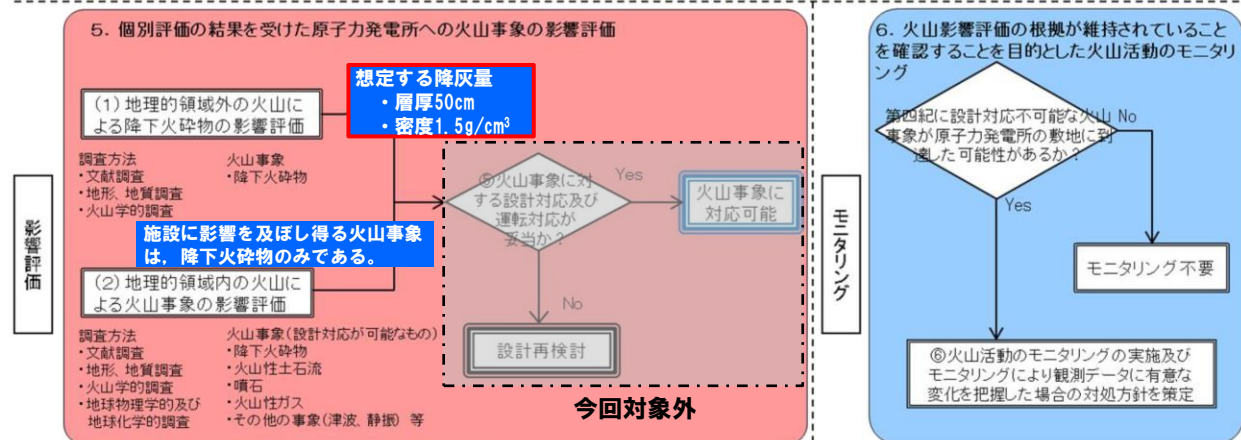 影響評価
5. 個別評価の結果を受けた原子力発電所への火山事象の影響評価
(1)地理的領域外の火山に
よる降下火砕物の影響評価
想定する降灰量
・層厚50cm
・密度1.5g/cm³
調査方法
・文献調査
・地形、地質調査
・火山学的調査
火山事象
・降下火砕物
施設に影響を及ぼし得る火山事象
は，降下火砕物のみである。
(2)地理的領域内の火山に
よる火山事象の影響評価
調査方法
・文献調査
・地形、地質調査
・火山学的調査
・地球物理学的及び
地球化学的調査
火山事象(設計対応が可能なもの)
・降下火砕物
・火山性土石流
・噴石
・火山性ガス
・その他の事象(津波、静振) 等
⑤火山事象に対
する設計対応及び
運転対応が
妥当か？
Yes
火山事象に
対応可能
No
設計再検討
今回対象外
モニタリング
6. 火山影響評価の根拠が維持されていること
を確認することを目的とした火山活動のモニタリ
ング
第四紀に設計対応不可能な火山
事象が原子力発電所の敷地に到
達した可能性があるか？
No
Yes
モニタリング不要
⑥火山活動のモニタリングの実施及び
モニタリングにより観測データに有意な
変化を把握した場合の対処方針を策定